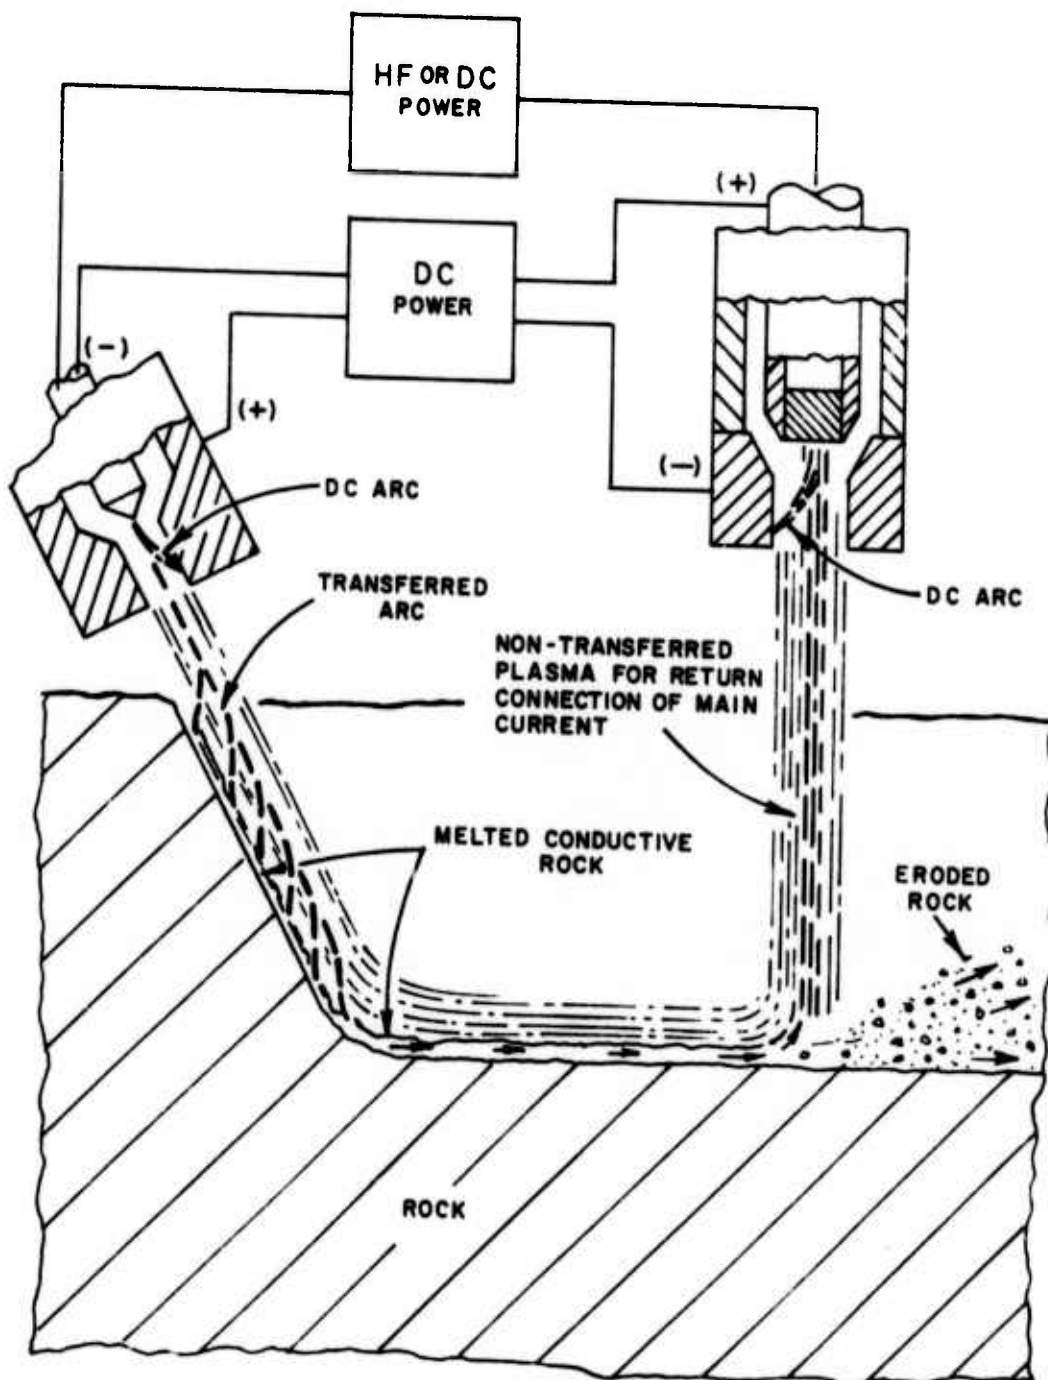 HF OR DC
POWER
(+)
DC
POWER
(-)
(+)
(-)
DC ARC
TRANSFERRED
ARC
DC ARC
NON-TRANSFERRED
PLASMA FOR RETURN
CONNECTION OF MAIN
CURRENT
MELTED CONDUCTIVE
ROCK
ERODED
ROCK
ROCK